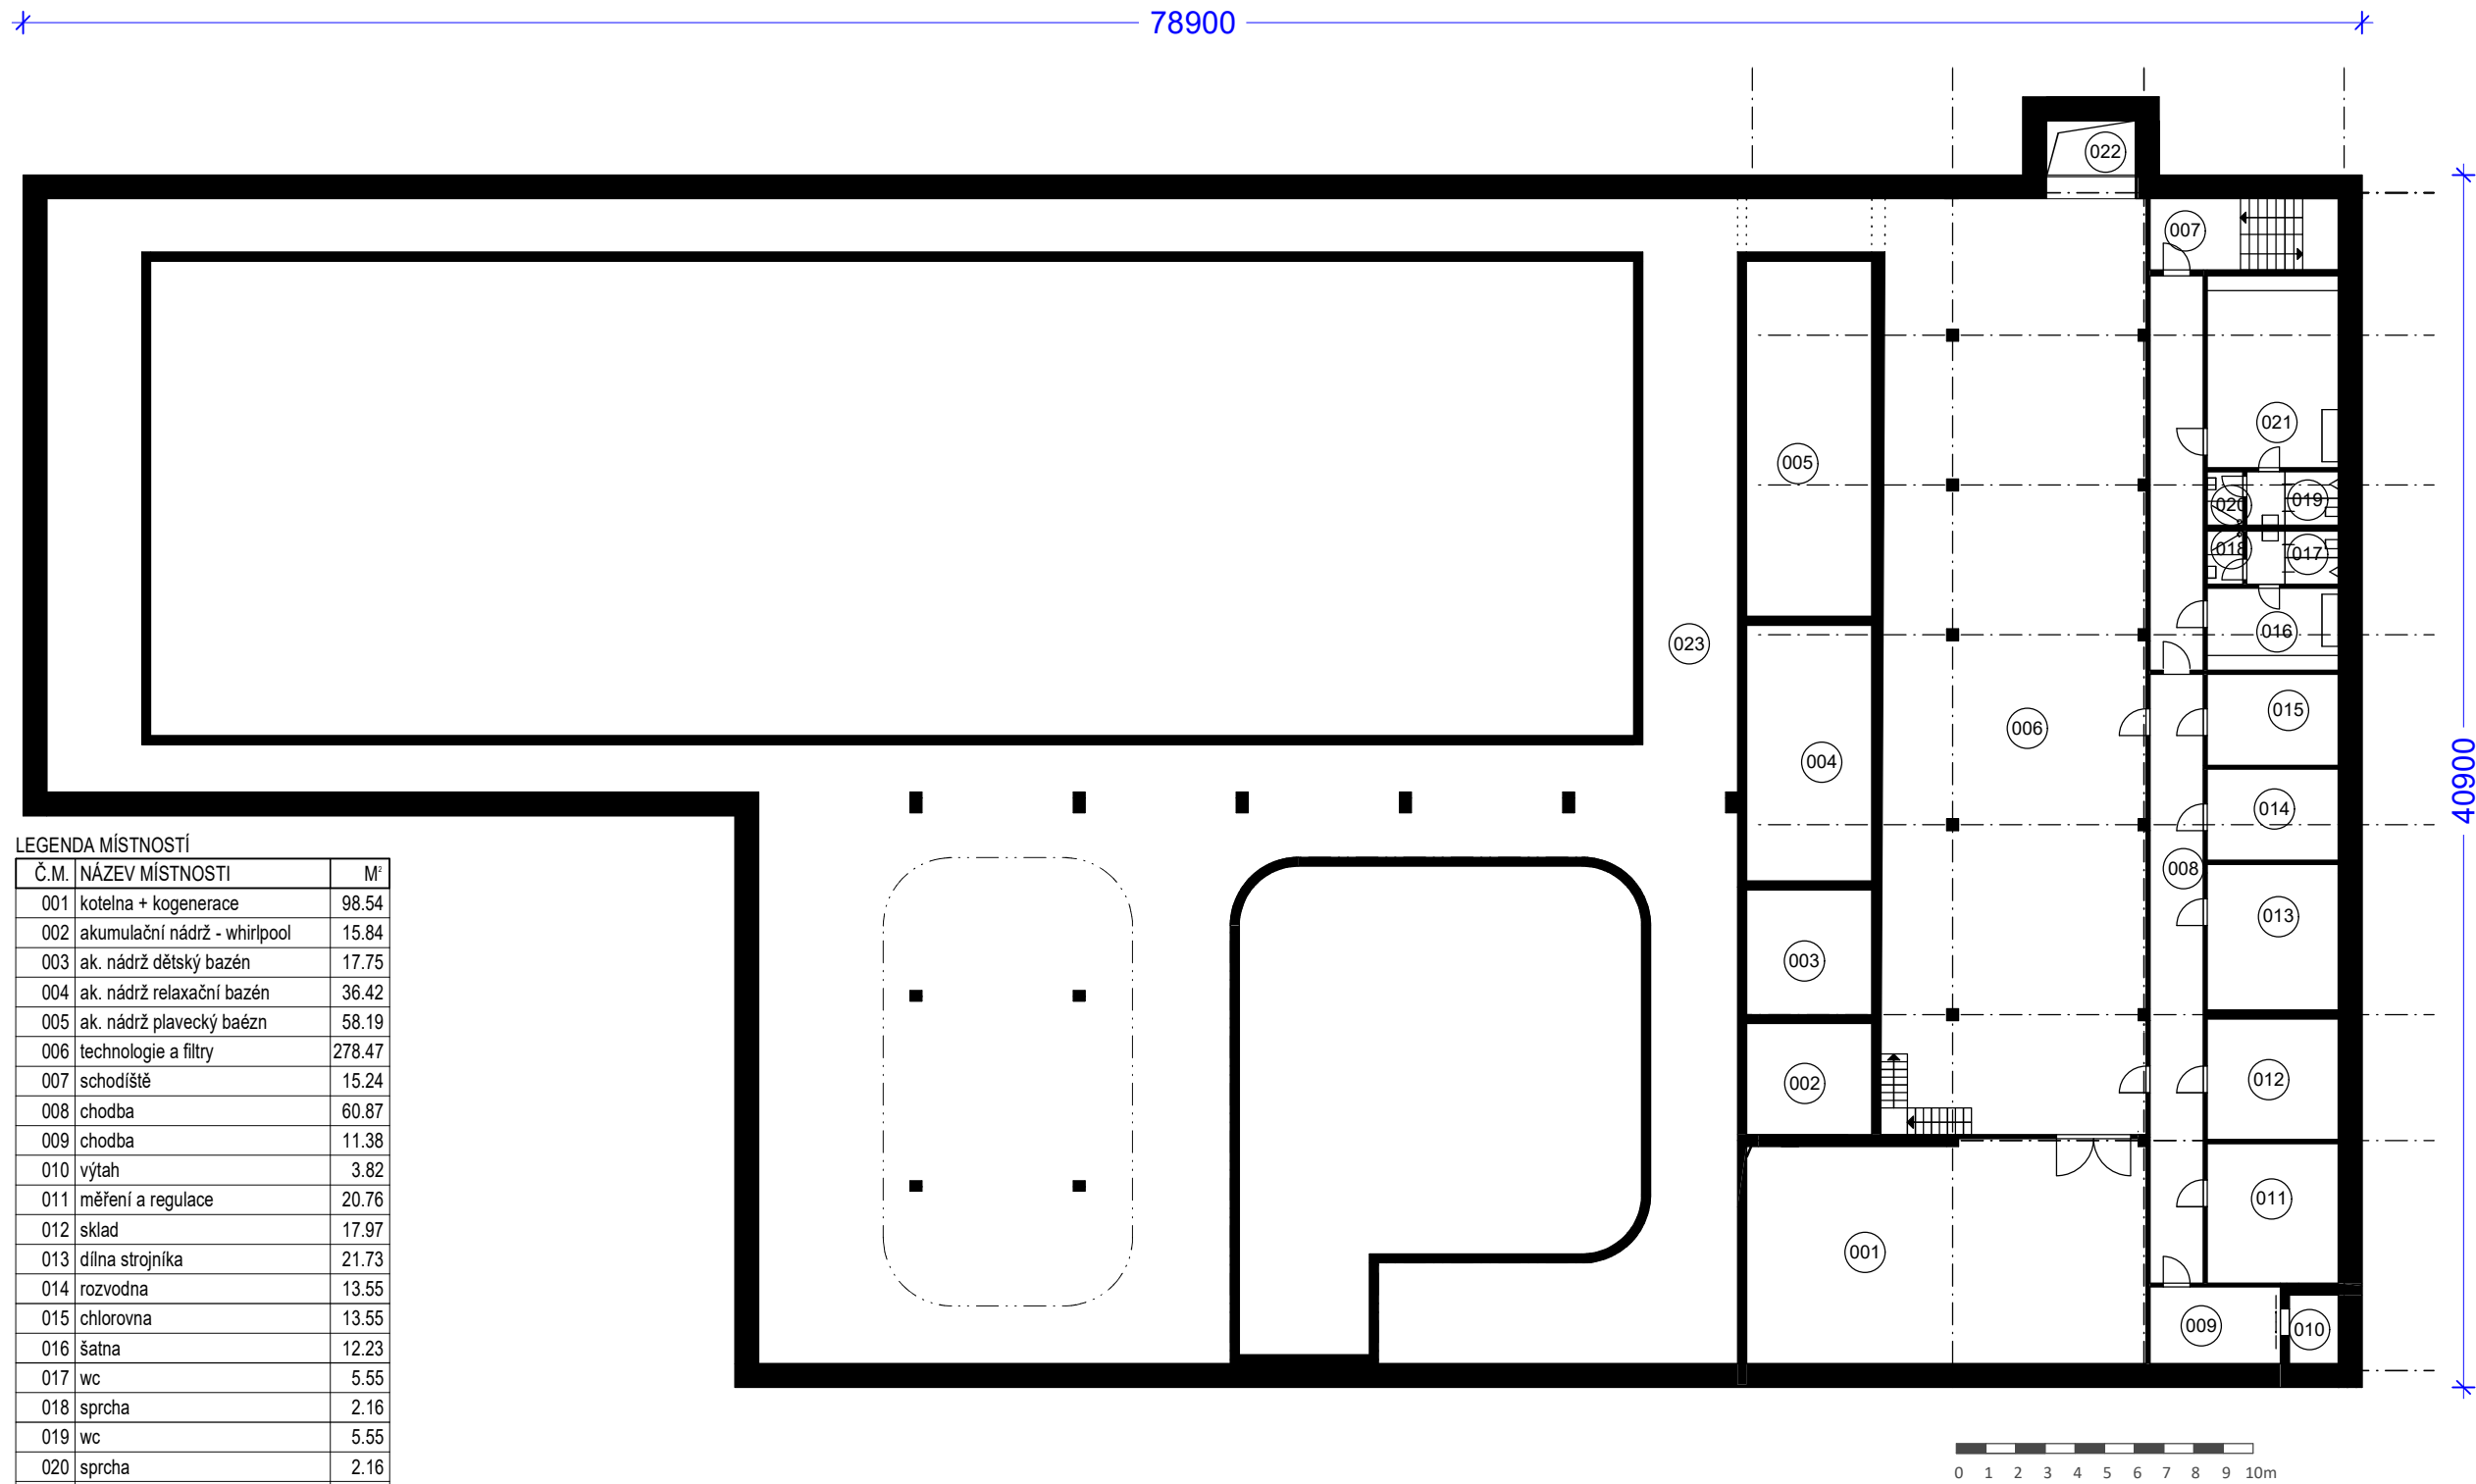 78900
022
007
021
005
020
019
018
017
023
016
015
006
004
014
40900
008
013
003
002
012
011
001
009
010
LEGENDA MÍSTNOSTÍ
Č.M. NÁZEV MÍSTNOSTI M²
001 kotelna + kogenerace 98.54
002 akumulační nádrž - whirlpool 15.84
003 ak. nádrž dětský bazén 17.75
004 ak. nádrž relaxační bazén 36.42
005 ak. nádrž plavecký baézn 58.19
006 technologie a filtry 278.47
007 schodíště 15.24
008 chodba 60.87
009 chodba 11.38
010 výtah 3.82
011 měření a regulace 20.76
012 sklad 17.97
013 dílna strojníka 21.73
014 rozvodna 13.55
015 chlorovna 13.55
016 šatna 12.23
017 wc 5.55
018 sprcha 2.16
019 wc 5.55
020 sprcha 2.16
0 1 2 3 4 5 6 7 8 9 10m